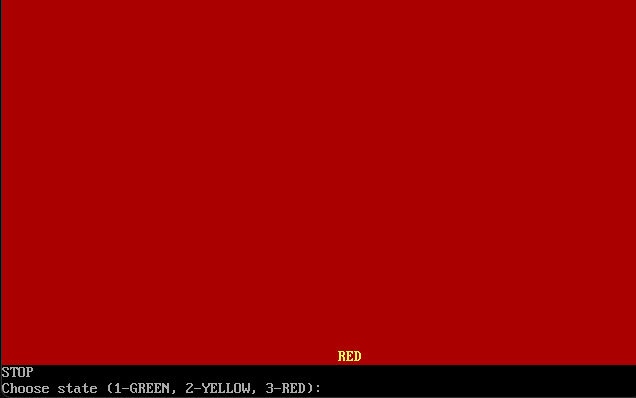 RED
STOP
Choose state (1-GREEN, 2-YELLOW, 3-RED):